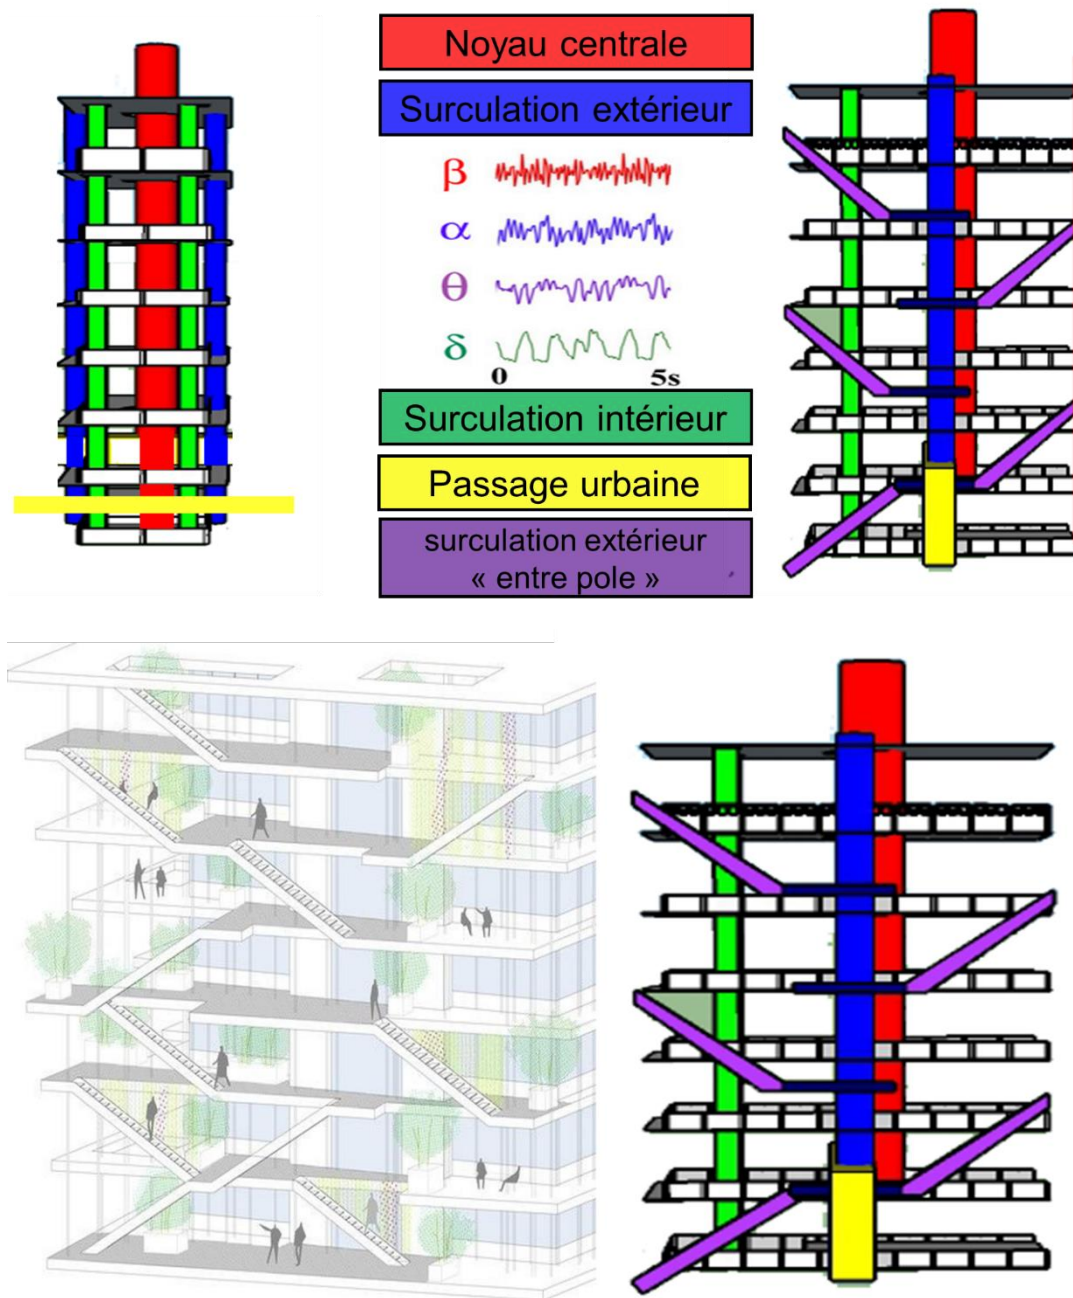 Noyau centrale
Surculation extérieur
β
α
θ
δ
0 5s
Surculation intérieur
Passage urbaine
surculation extérieur
« entre pole »